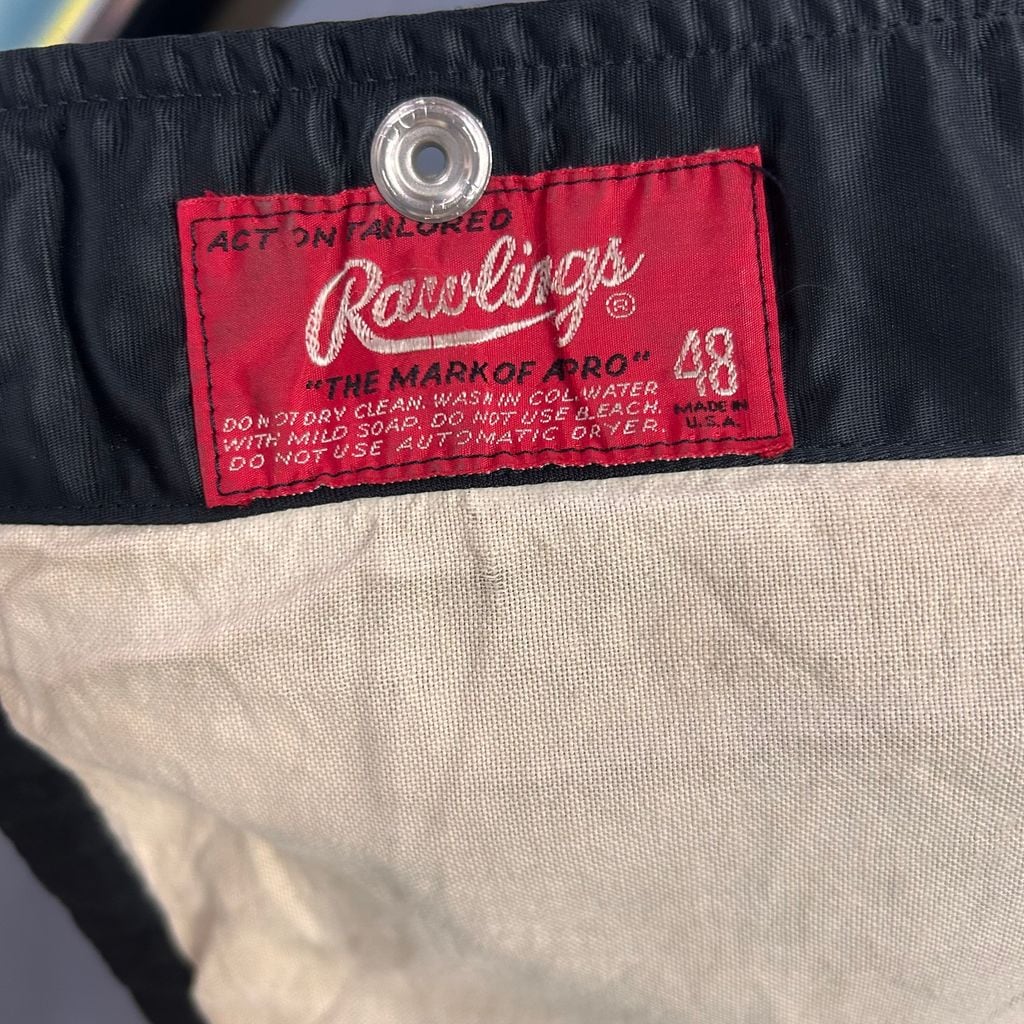 ACTION TAILORED
Rawlings®
"THE MARK OF A PRO"
48
DO NOT DRY CLEAN. WASH IN COLD WATER
WITH MILD SOAP. DO NOT USE BLEACH.
DO NOT USE AUTOMATIC DRYER.
MADE IN
U.S.A.